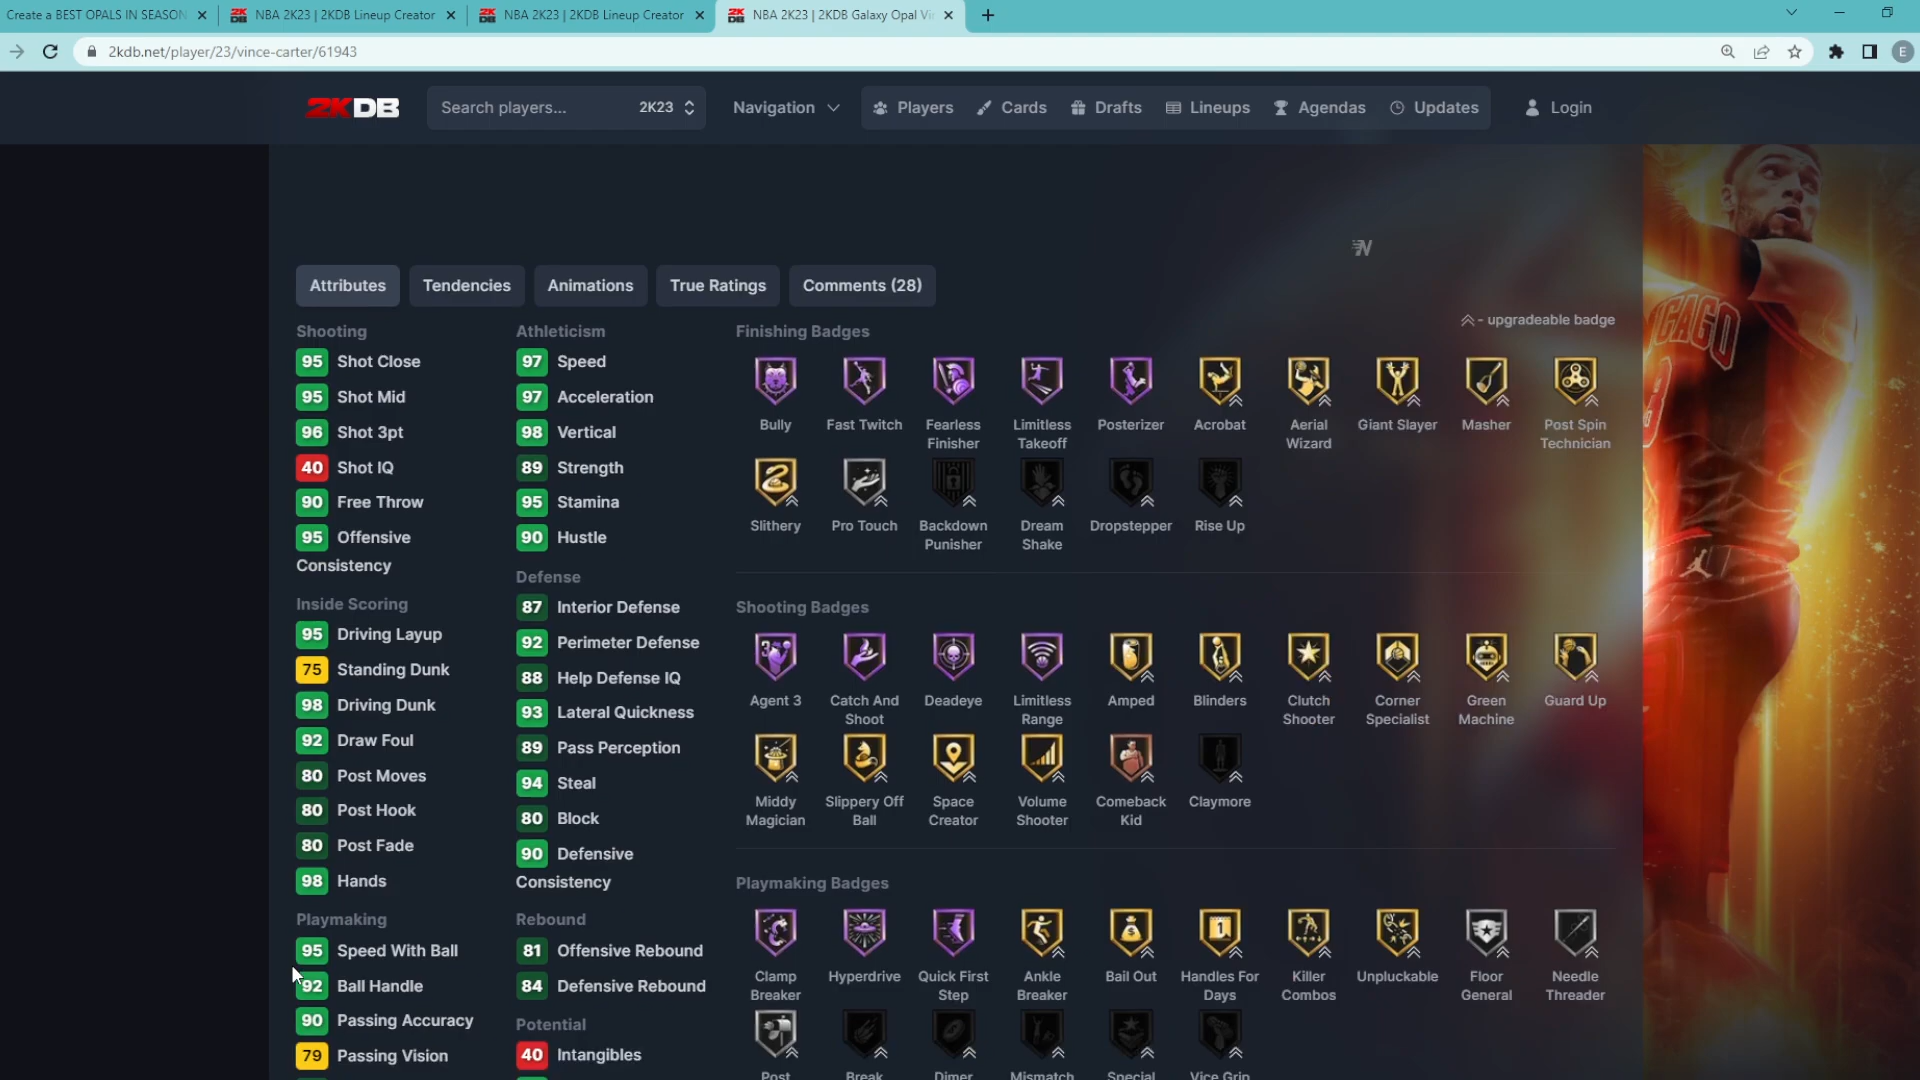 Create a BEST OPALS IN SEASON
NBA 2K23 | 2KDB Lineup Creator
NBA 2K23 | 2KDB Lineup Creator
NBA 2K23 | 2KDB Galaxy Opal Vi
2kdb.net/player/23/vince-carter/61943
E
2KDB
Search players...
2K23
Navigation
Players
Cards
Drafts
Lineups
Agendas
Updates
Login
Attributes
Tendencies
Animations
True Ratings
Comments (28)
- upgradeable badge
Shooting
95 Shot Close
95 Shot Mid
96 Shot 3pt
40 Shot IQ
90 Free Throw
95 Offensive
Consistency
Inside Scoring
95 Driving Layup
75 Standing Dunk
98 Driving Dunk
92 Draw Foul
80 Post Moves
80 Post Hook
80 Post Fade
98 Hands
Playmaking
95 Speed With Ball
92 Ball Handle
90 Passing Accuracy
79 Passing Vision
Athleticism
97 Speed
97 Acceleration
98 Vertical
89 Strength
95 Stamina
90 Hustle
Defense
87 Interior Defense
92 Perimeter Defense
88 Help Defense IQ
93 Lateral Quickness
89 Pass Perception
94 Steal
80 Block
90 Defensive
Consistency
Rebound
81 Offensive Rebound
84 Defensive Rebound
Potential
40 Intangibles
Finishing Badges
Bully
Fast Twitch
Fearless
Finisher
Limitless
Takeoff
Posterizer
Acrobat
Aerial
Wizard
Giant Slayer
Masher
Post Spin
Technician
Slithery
Pro Touch
Backdown
Punisher
Dream
Shake
Dropstepper
Rise Up
Shooting Badges
Agent 3
Catch And
Shoot
Deadeye
Limitless
Range
Amped
Blinders
Clutch
Shooter
Corner
Specialist
Green
Machine
Guard Up
Middy
Magician
Slippery Off
Ball
Space
Creator
Volume
Shooter
Comeback
Kid
Claymore
Playmaking Badges
Clamp
Breaker
Hyperdrive
Quick First
Step
Ankle
Breaker
Bail Out
Handles For
Days
Killer
Combos
Unpluckable
Floor
General
Needle
Threader
Post
Break
Dimer
Mismatch
Special
Vice Grip